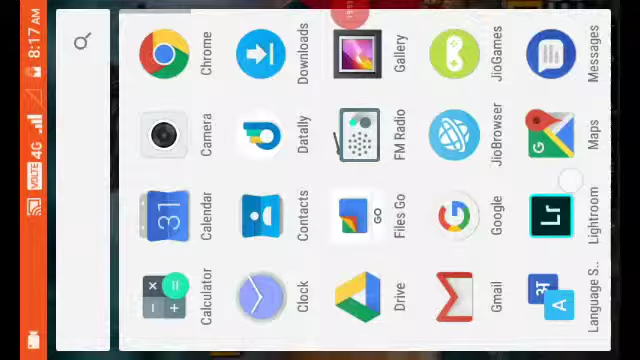 VOLTE 4G 8:17 AM
31
Calculator Calendar Camera Chrome
GO
Clock Contacts Datally Downloads
Drive Files Go FM Radio Gallery
G
Gmail Google JioBrowser JioGames
अ A Lr G
Language S.. Lightroom Maps Messages